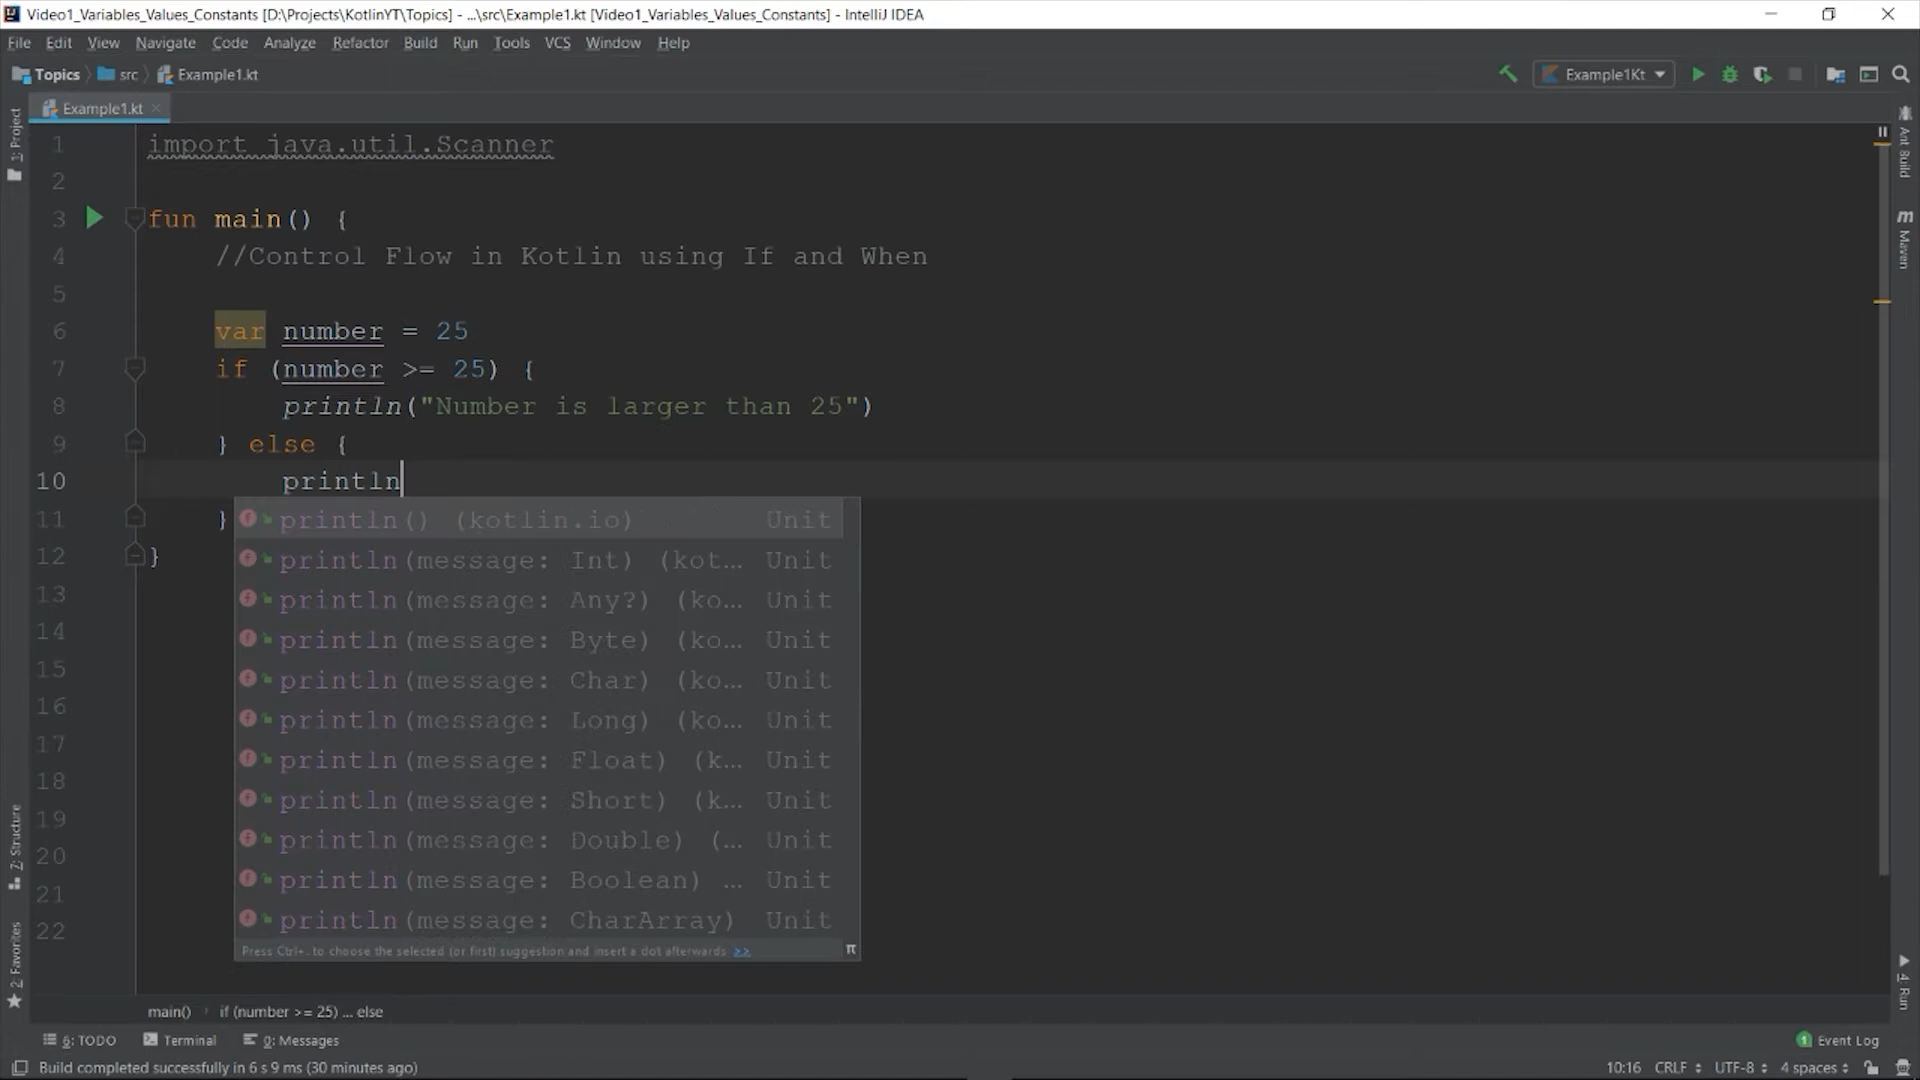 Video1_Variables_Values_Constants [D:\Projects\KotlinYT\Topics] - ...\src\Example1.kt [Video1_Variables_Values_Constants] - IntelliJ IDEA
File Edit View Navigate Code Analyze Refactor Build Run Tools VCS Window Help
Topics src Example1.kt Example1Kt
Example1.kt
1: Project
Ant Build
Maven
1 import java.util.Scanner
2
3 fun main() {
4 //Control Flow in Kotlin using If and When
5
6 var number = 25
7 if (number >= 25) {
8 println("Number is larger than 25")
9 } else {
10 println
11 }
12 }
13
14
15
16
17
18
19
20
21
22
println() (kotlin.io) Unit
println(message: Int) (kot... Unit
println(message: Any?) (ko... Unit
println(message: Byte) (ko... Unit
println(message: Char) (ko... Unit
println(message: Long) (ko... Unit
println(message: Float) (k... Unit
println(message: Short) (k... Unit
println(message: Double) (... Unit
println(message: Boolean) ... Unit
println(message: CharArray) Unit
Press Ctrl+. to choose the selected (or first) suggestion and insert a dot afterwards >> π
7: Structure
2: Favorites
4: Run
main() if (number >= 25) ... else
6: TODO Terminal 0: Messages 1 Event Log
Build completed successfully in 6 s 9 ms (30 minutes ago) 10:16 CRLF UTF-8 4 spaces